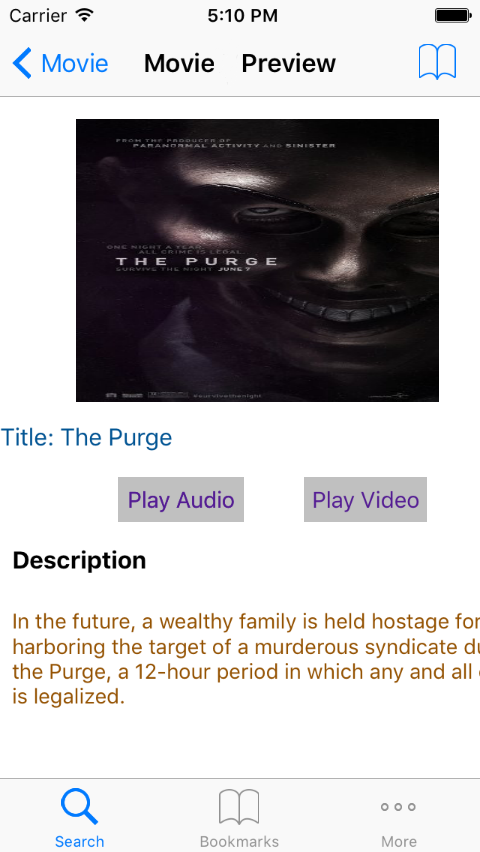 Carrier 5:10 PM
Movie Movie Preview
FROM THE PRODUCER OF
PARANORMAL ACTIVITY AND SINISTER
ONE NIGHT A YEAR,
ALL CRIME IS LEGAL.
THE PURGE
SURVIVE THE NIGHT JUNE 7
#survivethenight
Title: The Purge
Play Audio Play Video
Description
In the future, a wealthy family is held hostage for
harboring the target of a murderous syndicate du
the Purge, a 12-hour period in which any and all
is legalized.
Search Bookmarks More